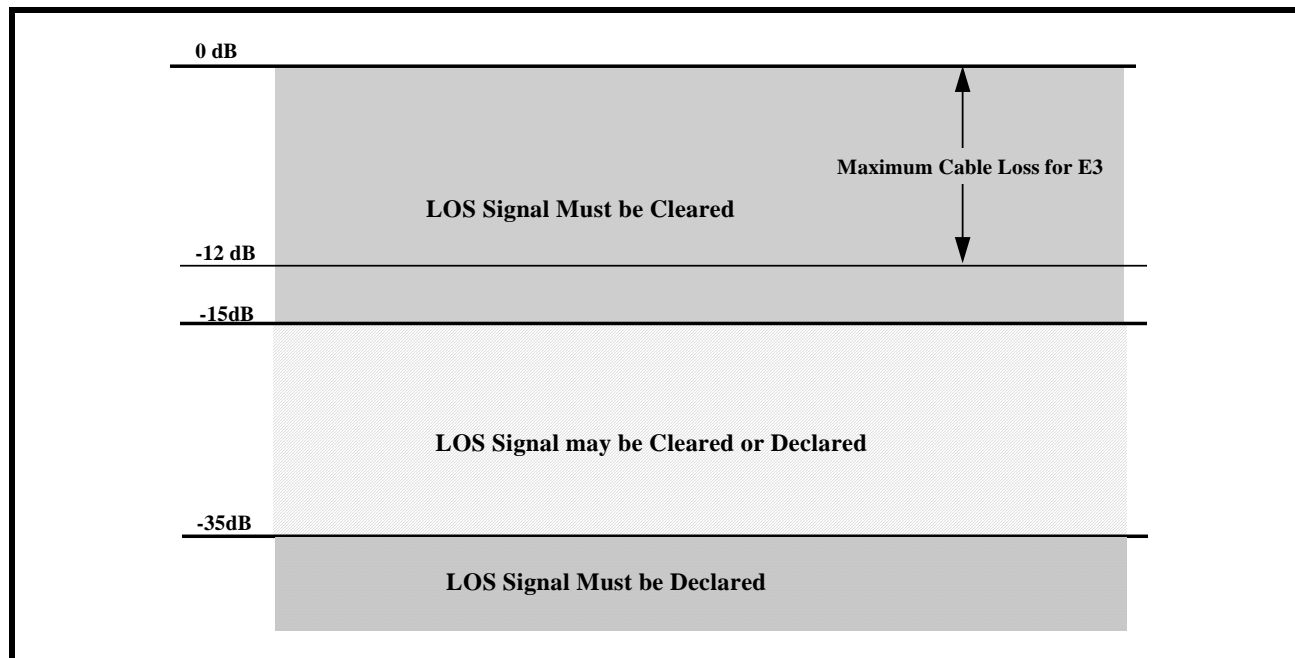 0 dB
Maximum Cable Loss for E3
LOS Signal Must be Cleared
-12 dB
-15dB
LOS Signal may be Cleared or Declared
-35dB
LOS Signal Must be Declared